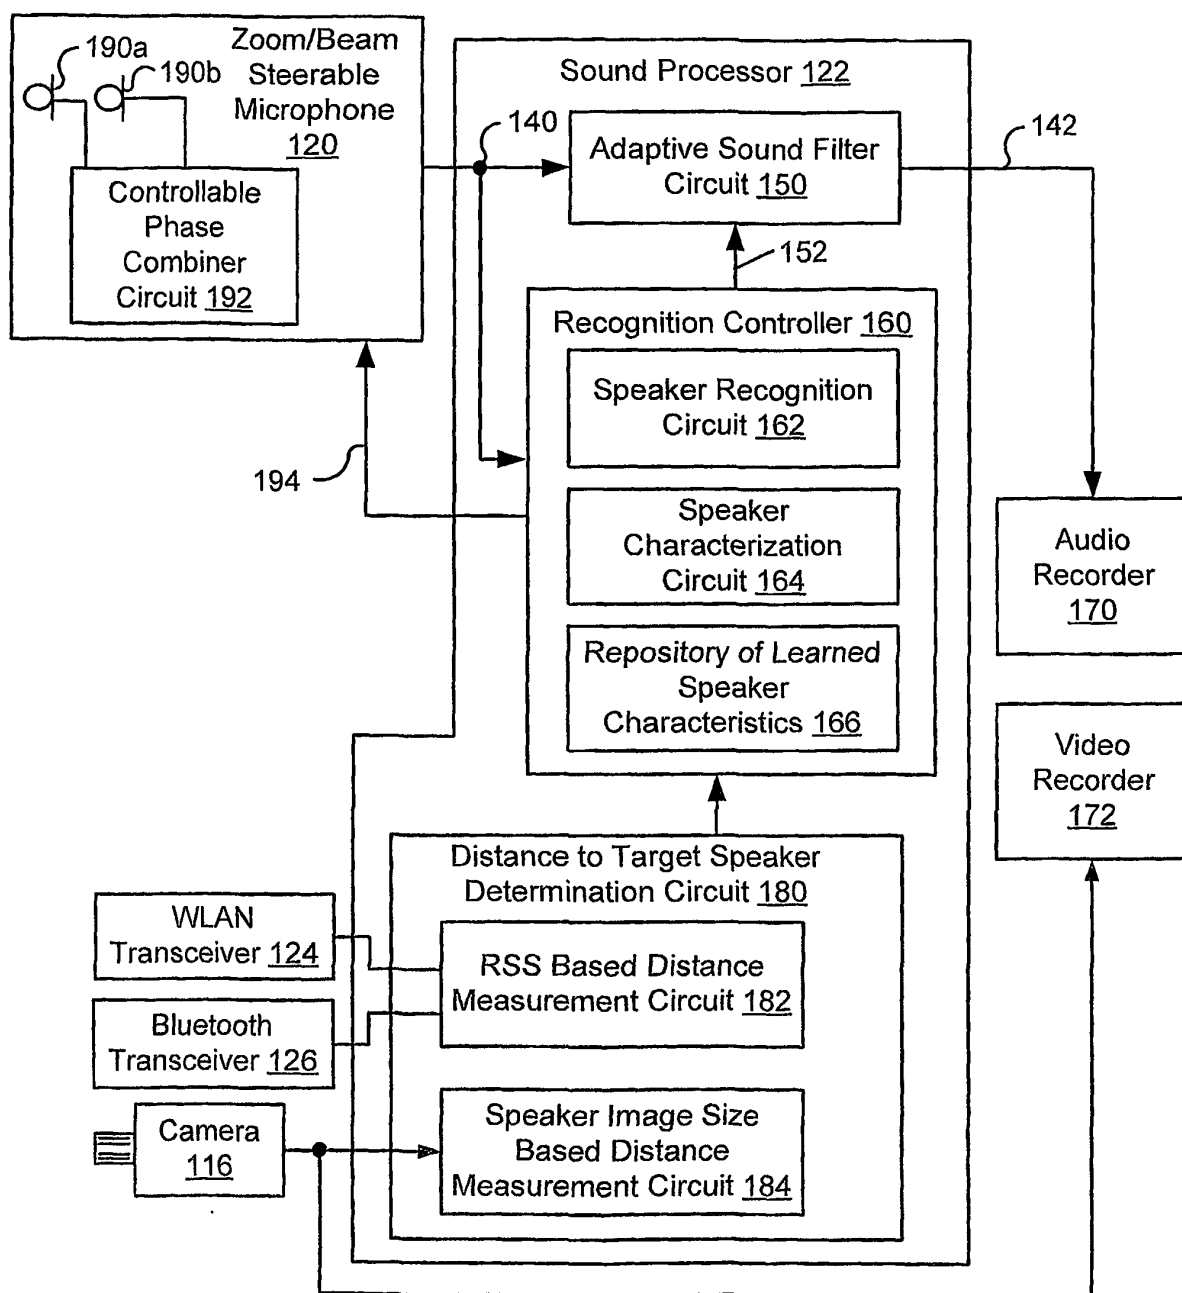 190a
190b
Zoom/Beam
Steerable
Microphone
120
Controllable
Phase
Combiner
Circuit 192
194
140
Sound Processor 122
Adaptive Sound Filter
Circuit 150
142
152
Recognition Controller 160
Speaker Recognition
Circuit 162
Speaker
Characterization
Circuit 164
Repository of Learned
Speaker
Characteristics 166
Audio
Recorder
170
Video
Recorder
172
Distance to Target Speaker
Determination Circuit 180
WLAN
Transceiver 124
RSS Based Distance
Measurement Circuit 182
Bluetooth
Transceiver 126
Camera
116
Speaker Image Size
Based Distance
Measurement Circuit 184